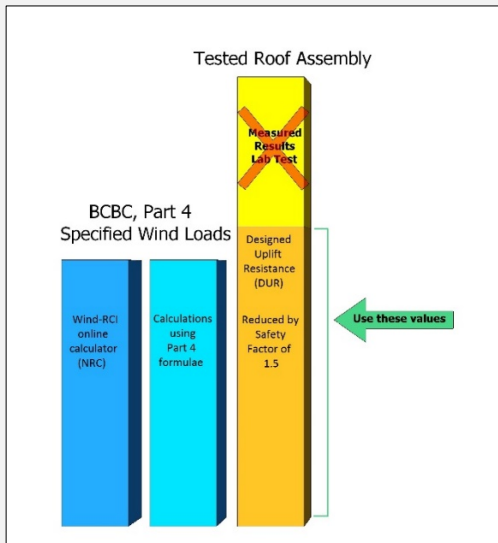 Tested Roof Assembly
Measured
Results
Lab Test
BCBC, Part 4
Specified Wind Loads
Designed
Uplift
Resistance
(DUR)
Reduced by
Safety
Factor of
1.5
Wind-RCI
online
calculator
(NRC)
Calculations
using
Part 4
formulae
Use these values